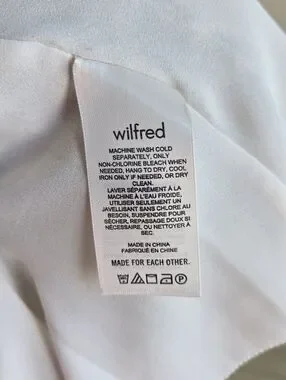 wilfred
MACHINE WASH COLD
SEPARATELY, ONLY
NON-CHLORINE BLEACH WHEN
NEEDED, HANG TO DRY, COOL
IRON ONLY IF NEEDED, OR DRY
CLEAN.
LAVER SÉPARÉMENT À LA
MACHINE À L'EAU FROIDE,
UTILISER SEULEMENT UN
JAVELLISANT SANS CHLORE AU
BESOIN, SUSPENDRE POUR
SÉCHER, REPASSAGE DOUX SI
NÉCESSAIRE, OU NETTOYER À
SEC.
MADE IN CHINA
FABRIQUÉ EN CHINE
MADE FOR EACH OTHER.